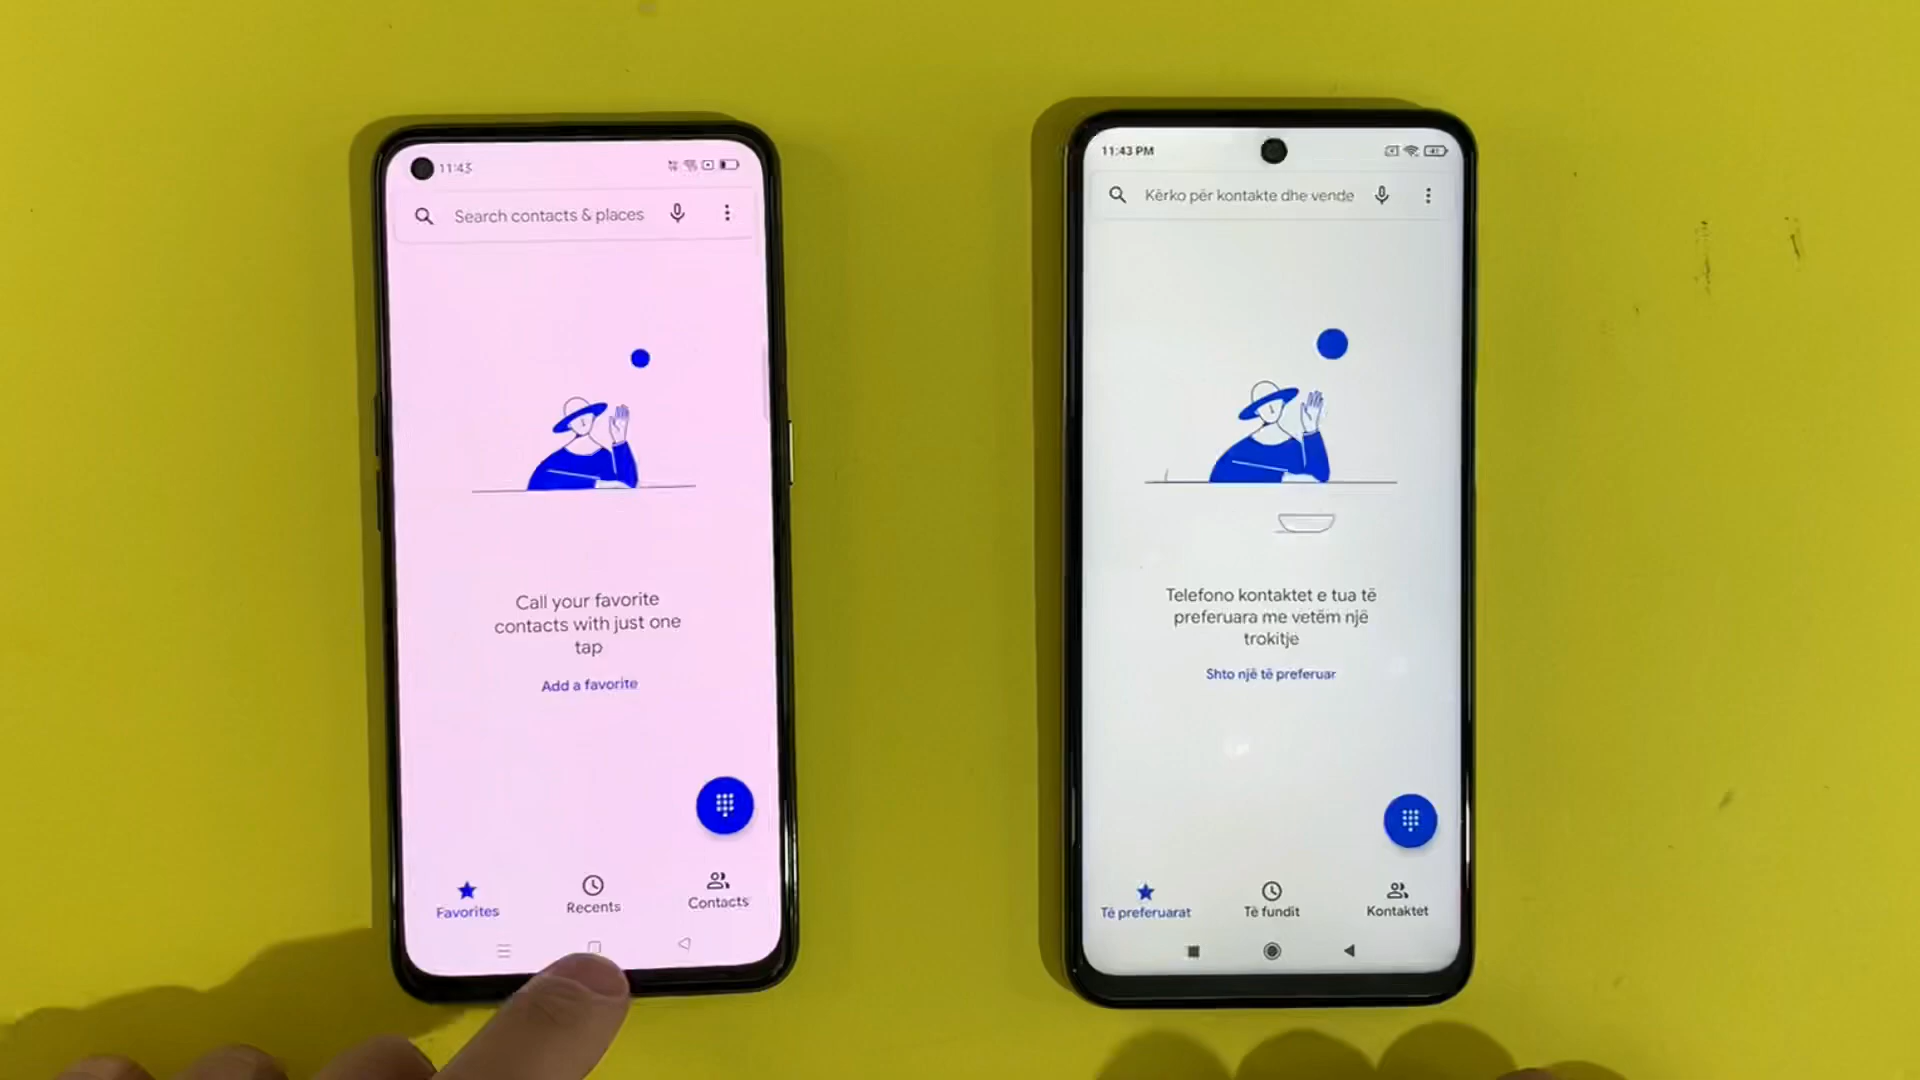 11:43
Search contacts & places
Call your favorite
contacts with just one
tap
Add a favorite
Favorites
Recents
Contacts
11:43 PM
Kërko për kontakte dhe vende
Telefono kontaktet e tua të
preferuara me vetëm një
trokitje
Shto një të preferuar
Të preferuarat
Të fundit
Kontaktet